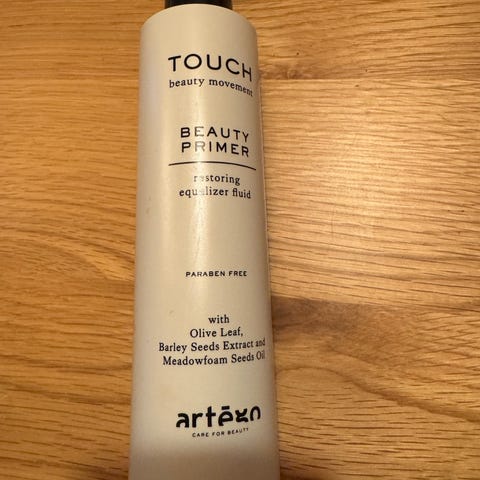 TOUCH
beauty movement
BEAUTY
PRIMER
restoring
equalizer fluid
PARABEN FREE
with
Olive Leaf,
Barley Seeds Extract and
Meadowfoam Seeds Oil
artēgo
CARE FOR BEAUTY